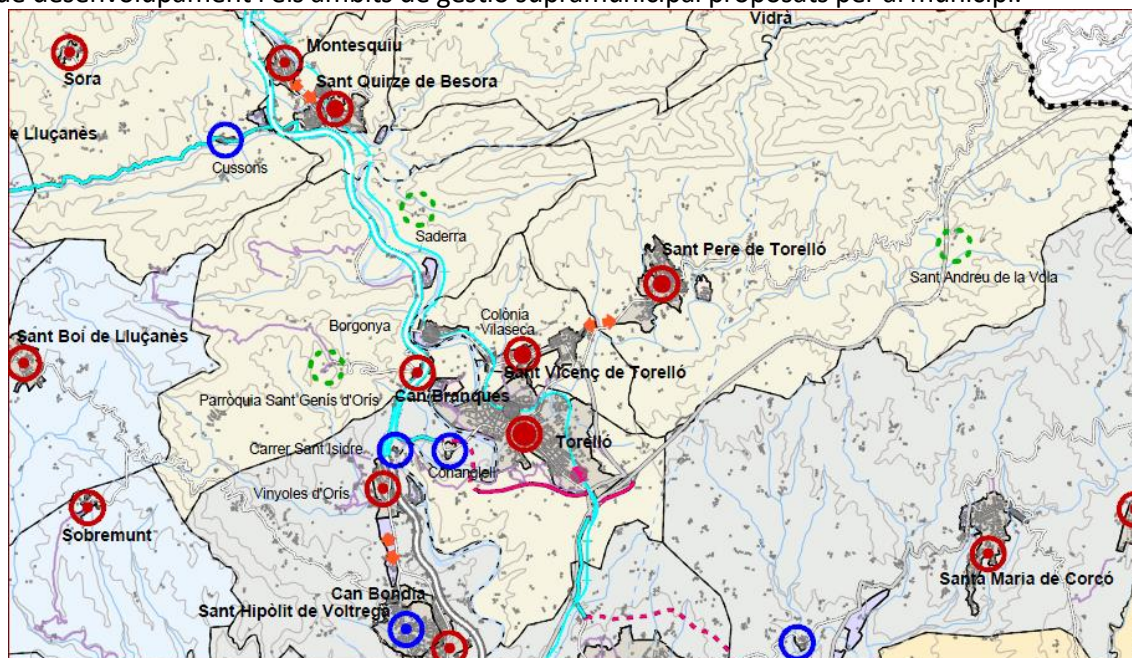 de desenvolupament i els àmbits de gestió supramunicipal proposats per al municipi.
Vidrà
Montesquiu
Sora
Sant Quirze de Besora
de Lluçanès
Cussons
Saderra
Sant Pere de Torelló
Sant Andreu de la Vola
Colònia
Vilaseca
Borgonya
Sant Boi de Lluçanès
Sant Vicenç de Torelló
Parròquia Sant Genís d'Orís
Can Branques
Torelló
Carrer Sant Isidre
Conanglell
Vinyoles d'Orís
Sobremunt
Santa Maria de Corcó
Can Bondia
Sant Hipòlit de Voltregà